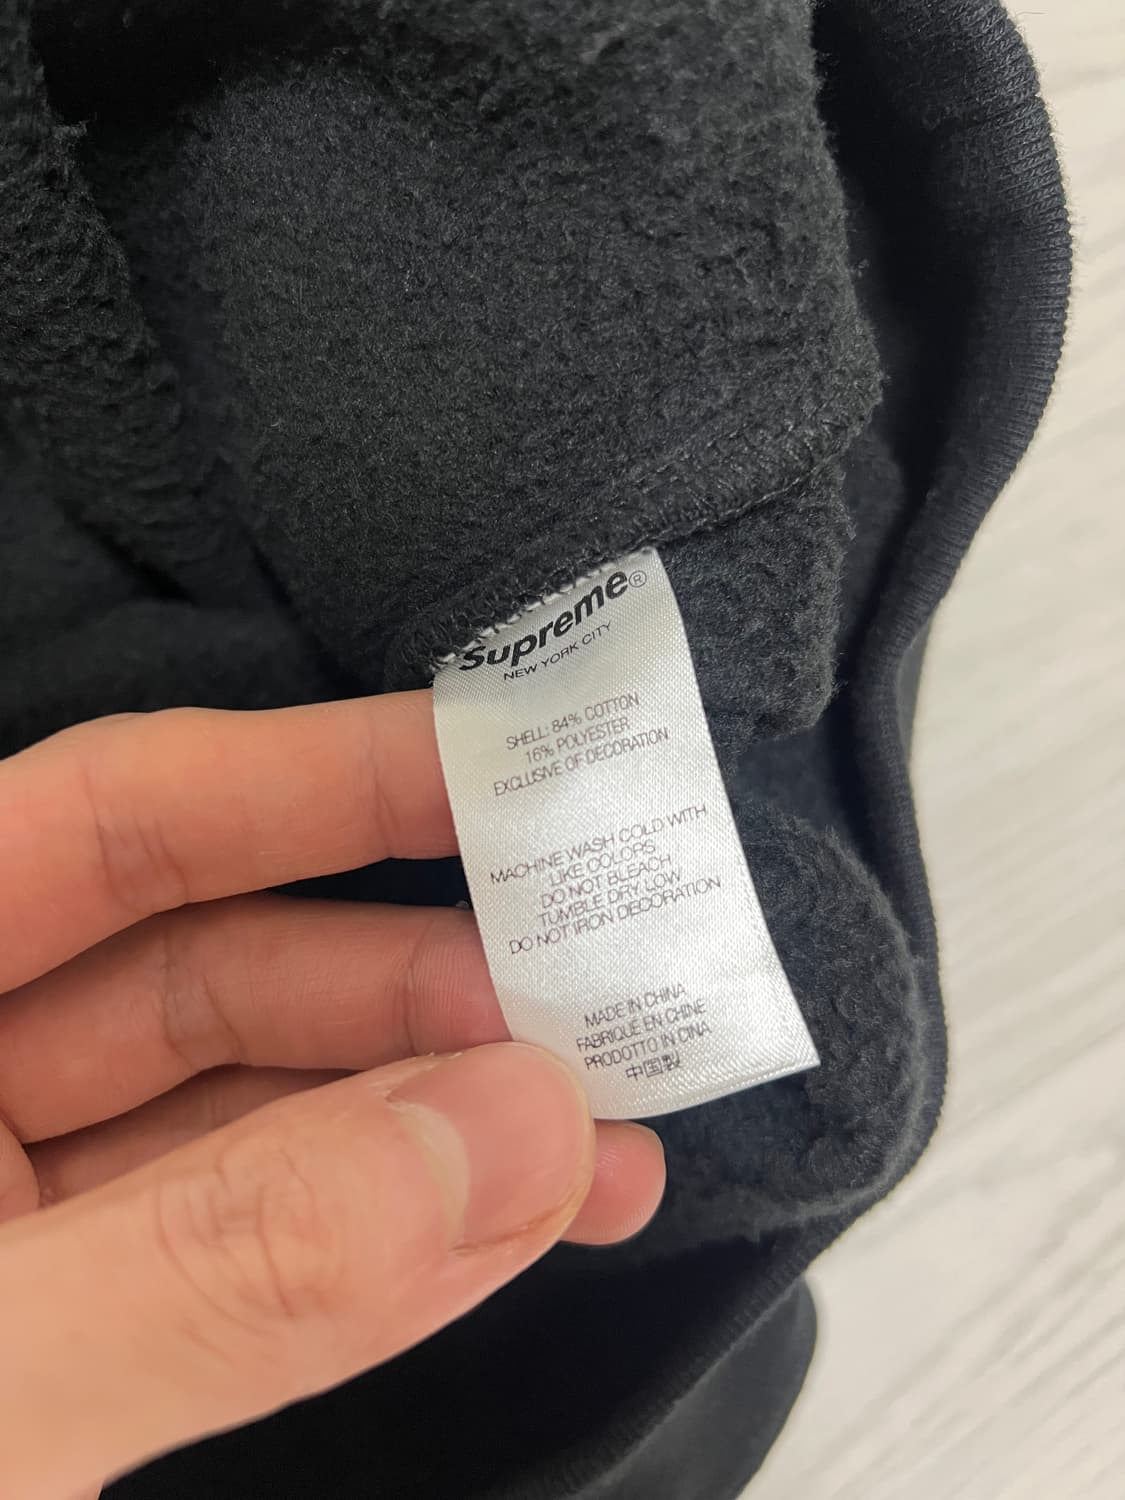 Supreme®
NEW YORK CITY
SHELL: 84% COTTON
16% POLYESTER
EXCLUSIVE OF DECORATION
MACHINE WASH COLD WITH
LIKE COLORS
DO NOT BLEACH
TUMBLE DRY LOW
DO NOT IRON DECORATION
MADE IN CHINA
FABRIQUÉ EN CHINE
PRODOTTO IN CINA
中国製